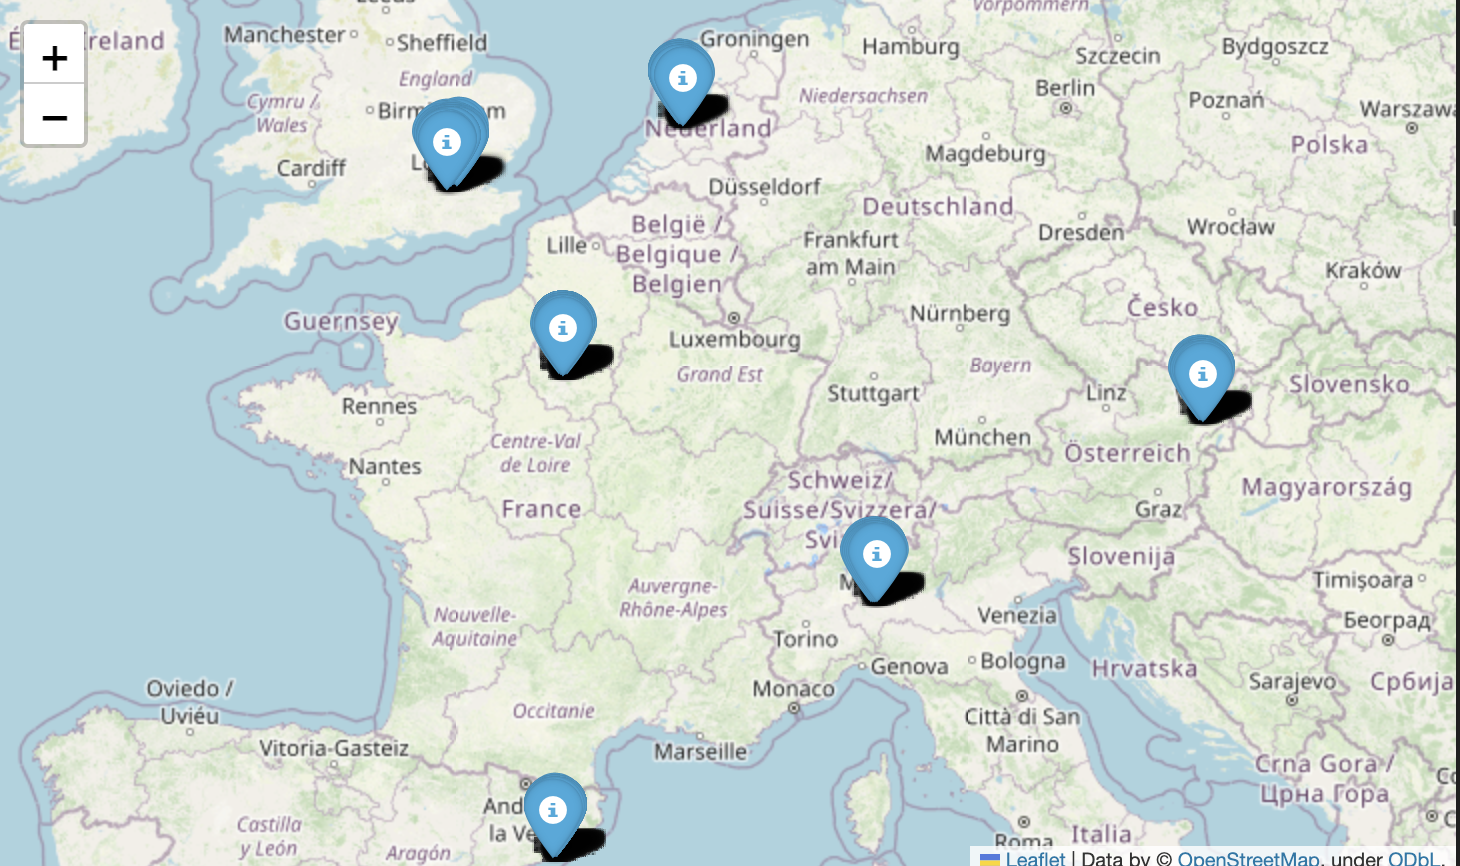 Vorpommern
Groningen
Hamburg
Szczecin
Bydgoszcz
Manchester
Sheffield
+
England
Niedersachsen
Berlin
Poznań
Warszawa
Cymru /
Wales
−
Nederland
Magdeburg
Polska
Cardiff
Düsseldorf
Deutschland
België /
Belgique /
Belgien
Lille
Frankfurt
am Main
Dresden
Wrocław
Kraków
Guernsey
Luxembourg
Nürnberg
Česko
Grand Est
Bayern
Stuttgart
Linz
Slovensko
Rennes
Centre-Val
de Loire
München
Österreich
Nantes
France
Schweiz/
Suisse/Svizzera/
Graz
Magyarország
Slovenija
Auvergne-
Rhône-Alpes
Nouvelle-
Aquitaine
Torino
Venezia
Timișoara
Београд
Genova
Bologna
Hrvatska
Sarajevo
Србија
Oviedo /
Uviéu
Occitanie
Monaco
Città di San
Marino
Vitoria-Gasteiz
Marseille
Crna Gora /
Црна Гора
Castilla
y León
Aragón
Roma
Italia
Leaflet | Data by © OpenStreetMap, under ODbL.